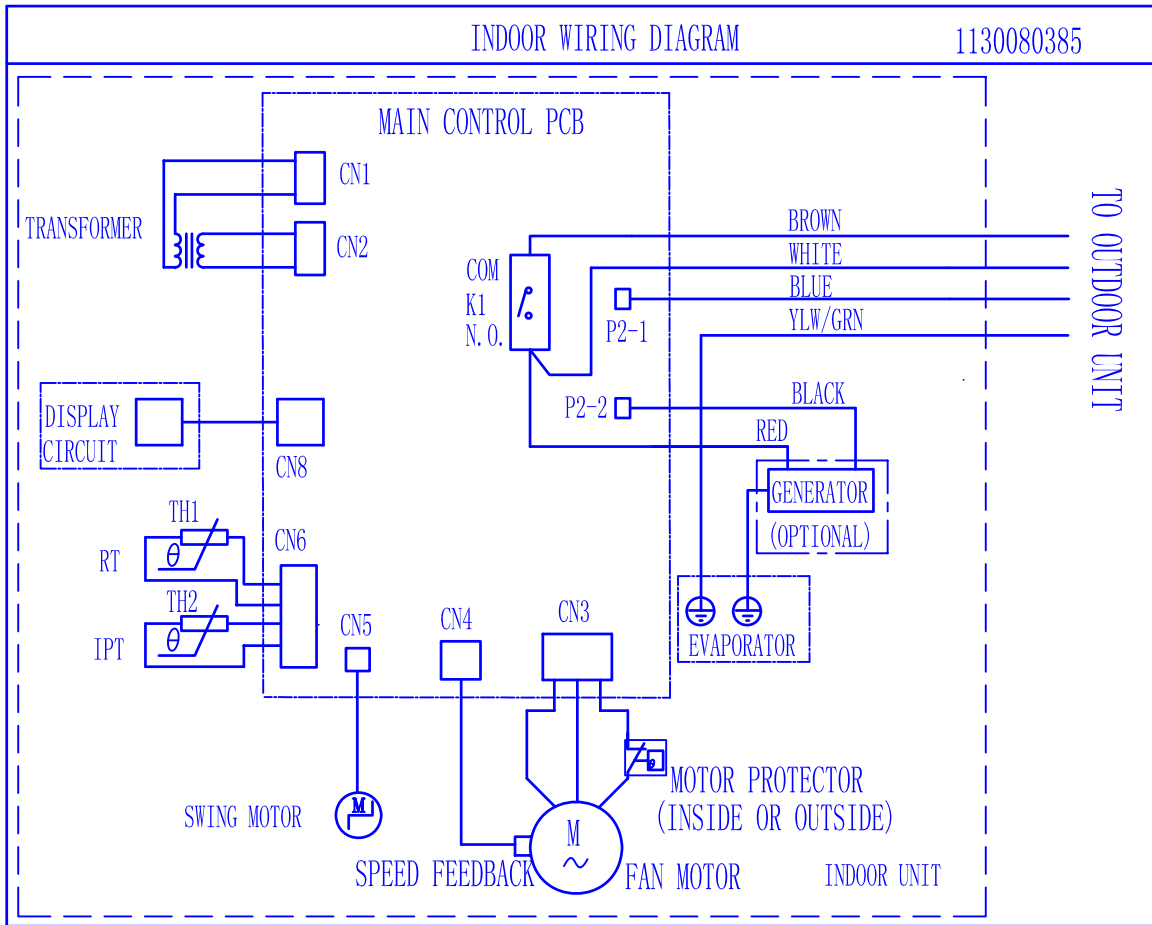 INDOOR WIRING DIAGRAM
1130080385
MAIN CONTROL PCB
CN1
TRANSFORMER
CN2
BROWN
WHITE
BLUE
YLW/GRN
COM
K1
N.O.
P2-1
TO OUTDOOR UNIT
P2-2
BLACK
RED
DISPLAY
CIRCUIT
CN8
GENERATOR
(OPTIONAL)
TH1
θ
RT
CN6
TH2
θ
IPT
CN5
CN4
CN3
EVAPORATOR
θ
MOTOR PROTECTOR
(INSIDE OR OUTSIDE)
SWING MOTOR
M
M
SPEED FEEDBACK
FAN MOTOR
INDOOR UNIT